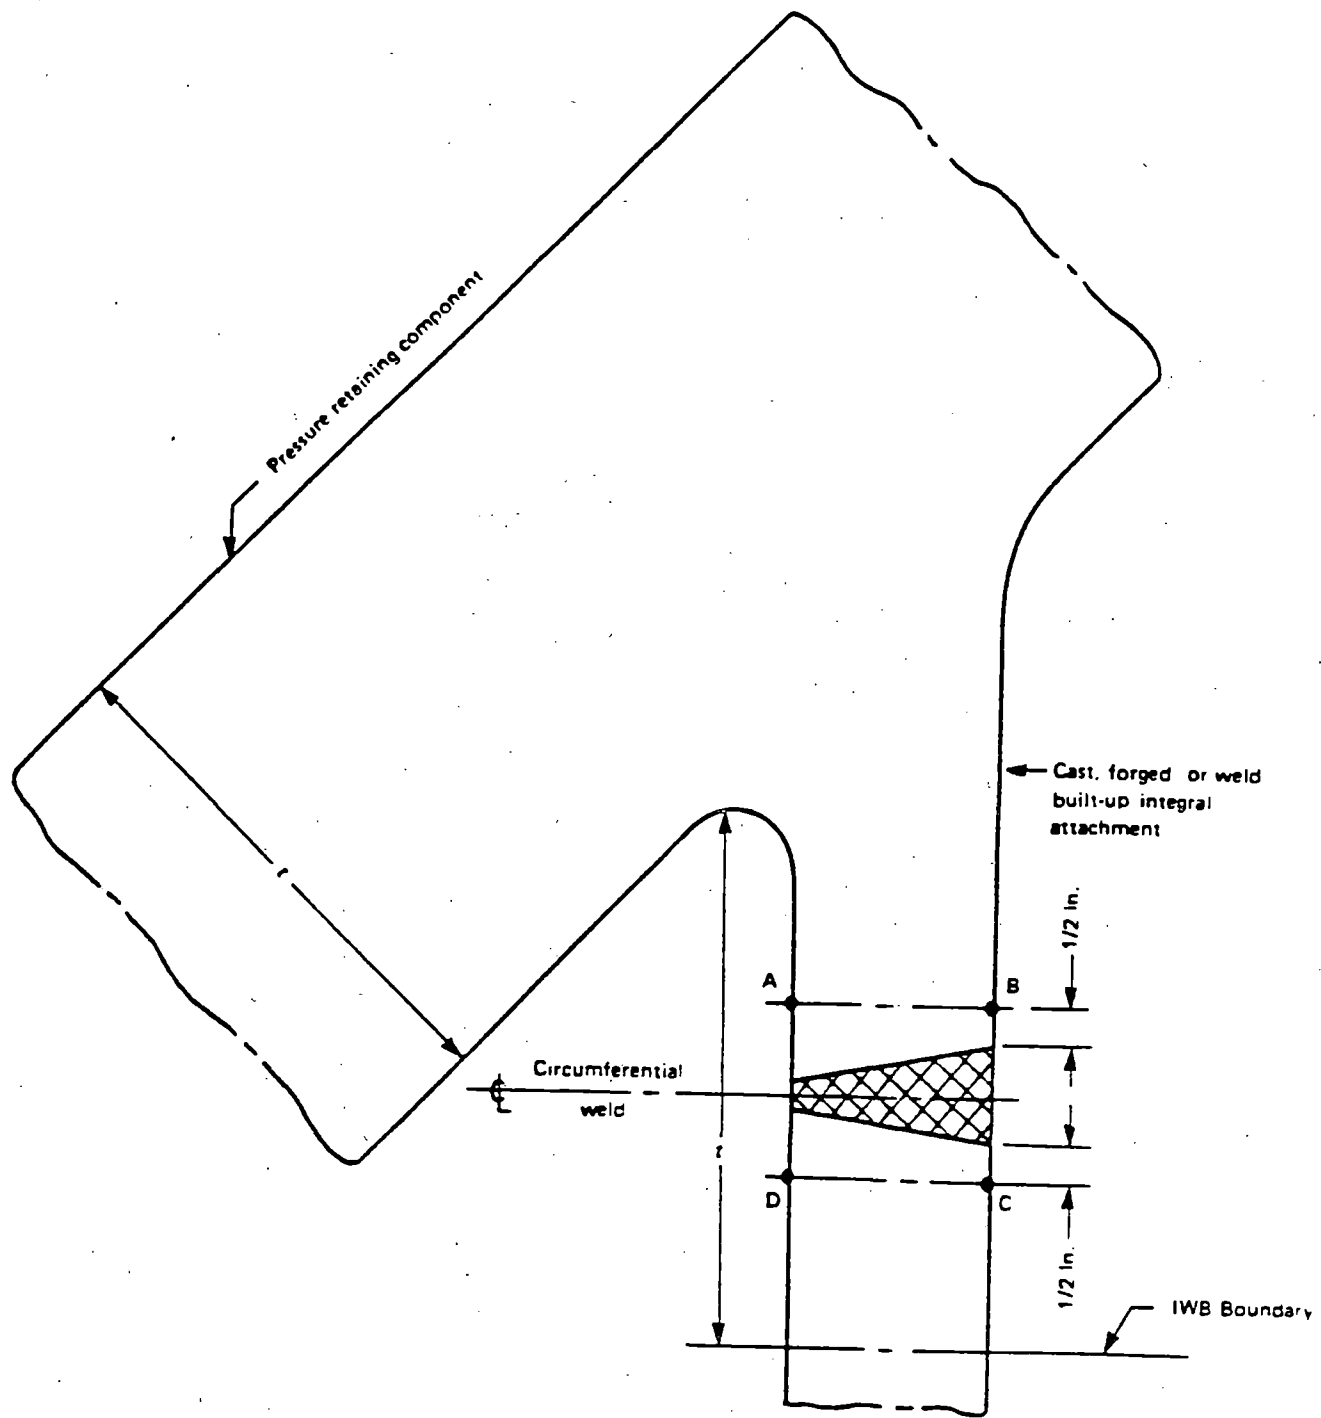 Pressure retaining component
Cast, forged or weld
built-up integral
attachment
t
1/2 In.
A
B
Circumferential
weld
℄
t
D
C
1/2 In.
IWB Boundary